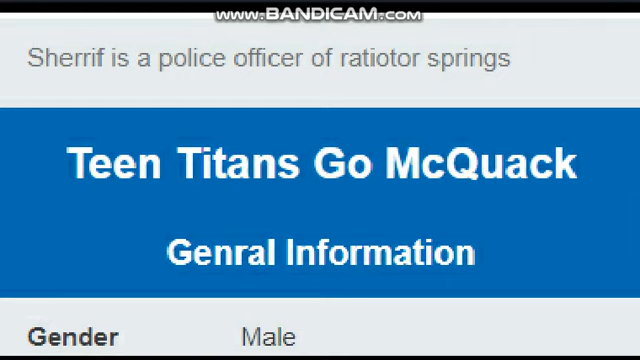 www.BANDICAM.com
Sherrif is a police officer of ratiotor springs
Teen Titans Go McQuack
Genral Information
Gender Male